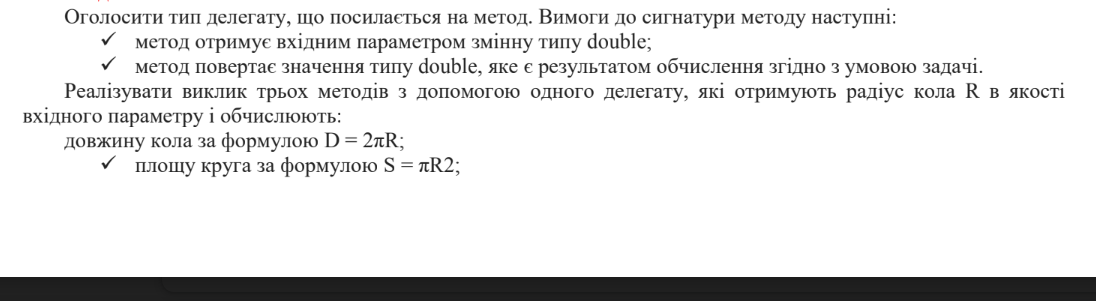 Оголосити тип делегату, що посилається на метод. Вимоги до сигнатури методу наступні:
✓ метод отримує вхідним параметром змінну типу double;
✓ метод повертає значення типу double, яке є результатом обчислення згідно з умовою задачі.
Реалізувати виклик трьох методів з допомогою одного делегату, які отримують радіус кола R в якості
вхідного параметру і обчислюють:
довжину кола за формулою D = 2πR;
✓ площу круга за формулою S = πR2;